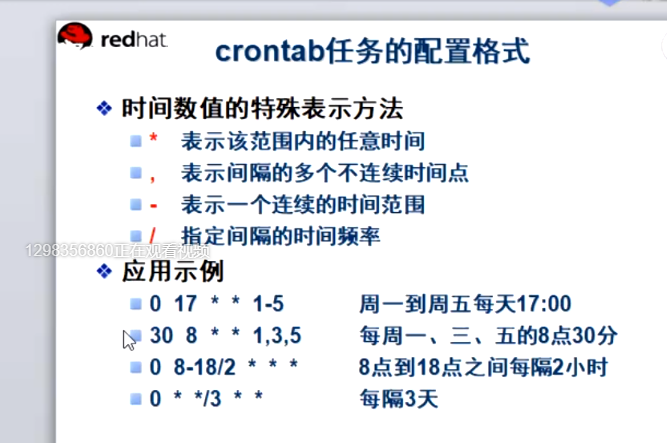 redhat.
crontab任务的配置格式
时间数值的特殊表示方法
* 表示该范围内的任意时间
, 表示间隔的多个不连续时间点
- 表示一个连续的时间范围
/ 指定间隔的时间频率
1298356860正在观看视频
应用示例
0 17 * * 1-5 周一到周五每天17:00
30 8 * * 1,3,5 每周一、三、五的8点30分
0 8-18/2 * * * 8点到18点之间每隔2小时
0 * */3 * * 每隔3天